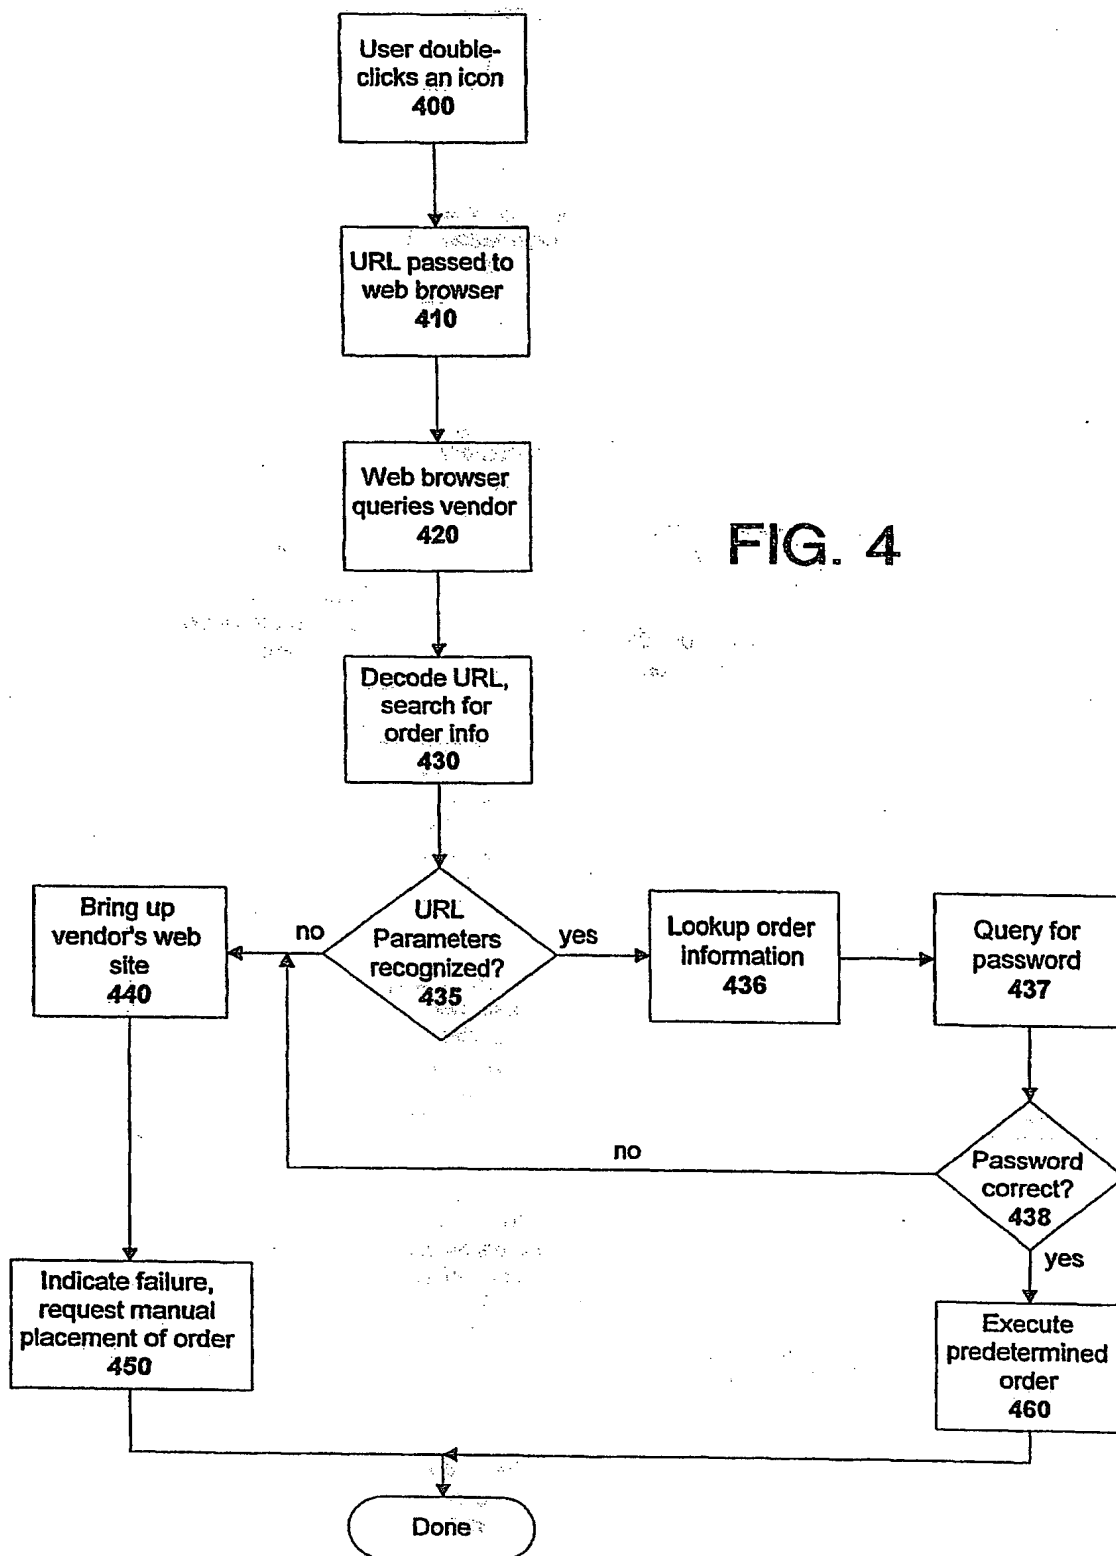 User double-
clicks an icon
400
URL passed to
web browser
410
Web browser
queries vendor
420
FIG. 4
Decode URL,
search for
order info
430
URL
Parameters
recognized?
435
no
yes
Bring up
vendor's web
site
440
Lookup order
information
436
Query for
password
437
Password
correct?
438
no
yes
Indicate failure,
request manual
placement of order
450
Execute
predetermined
order
460
Done